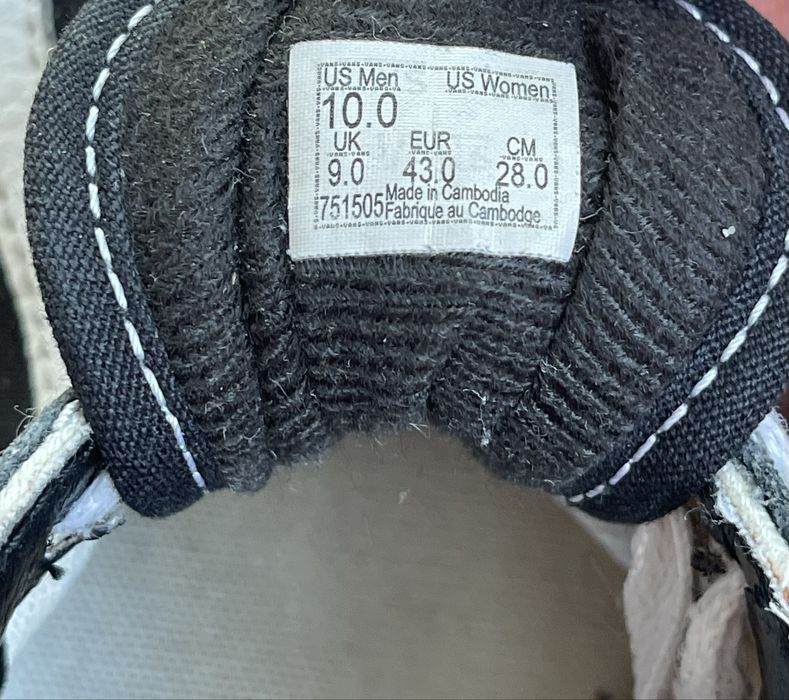 US Men US Women
10.0
UK EUR CM
9.0 43.0 28.0
Made in Cambodia
751505 Fabrique au Cambodge